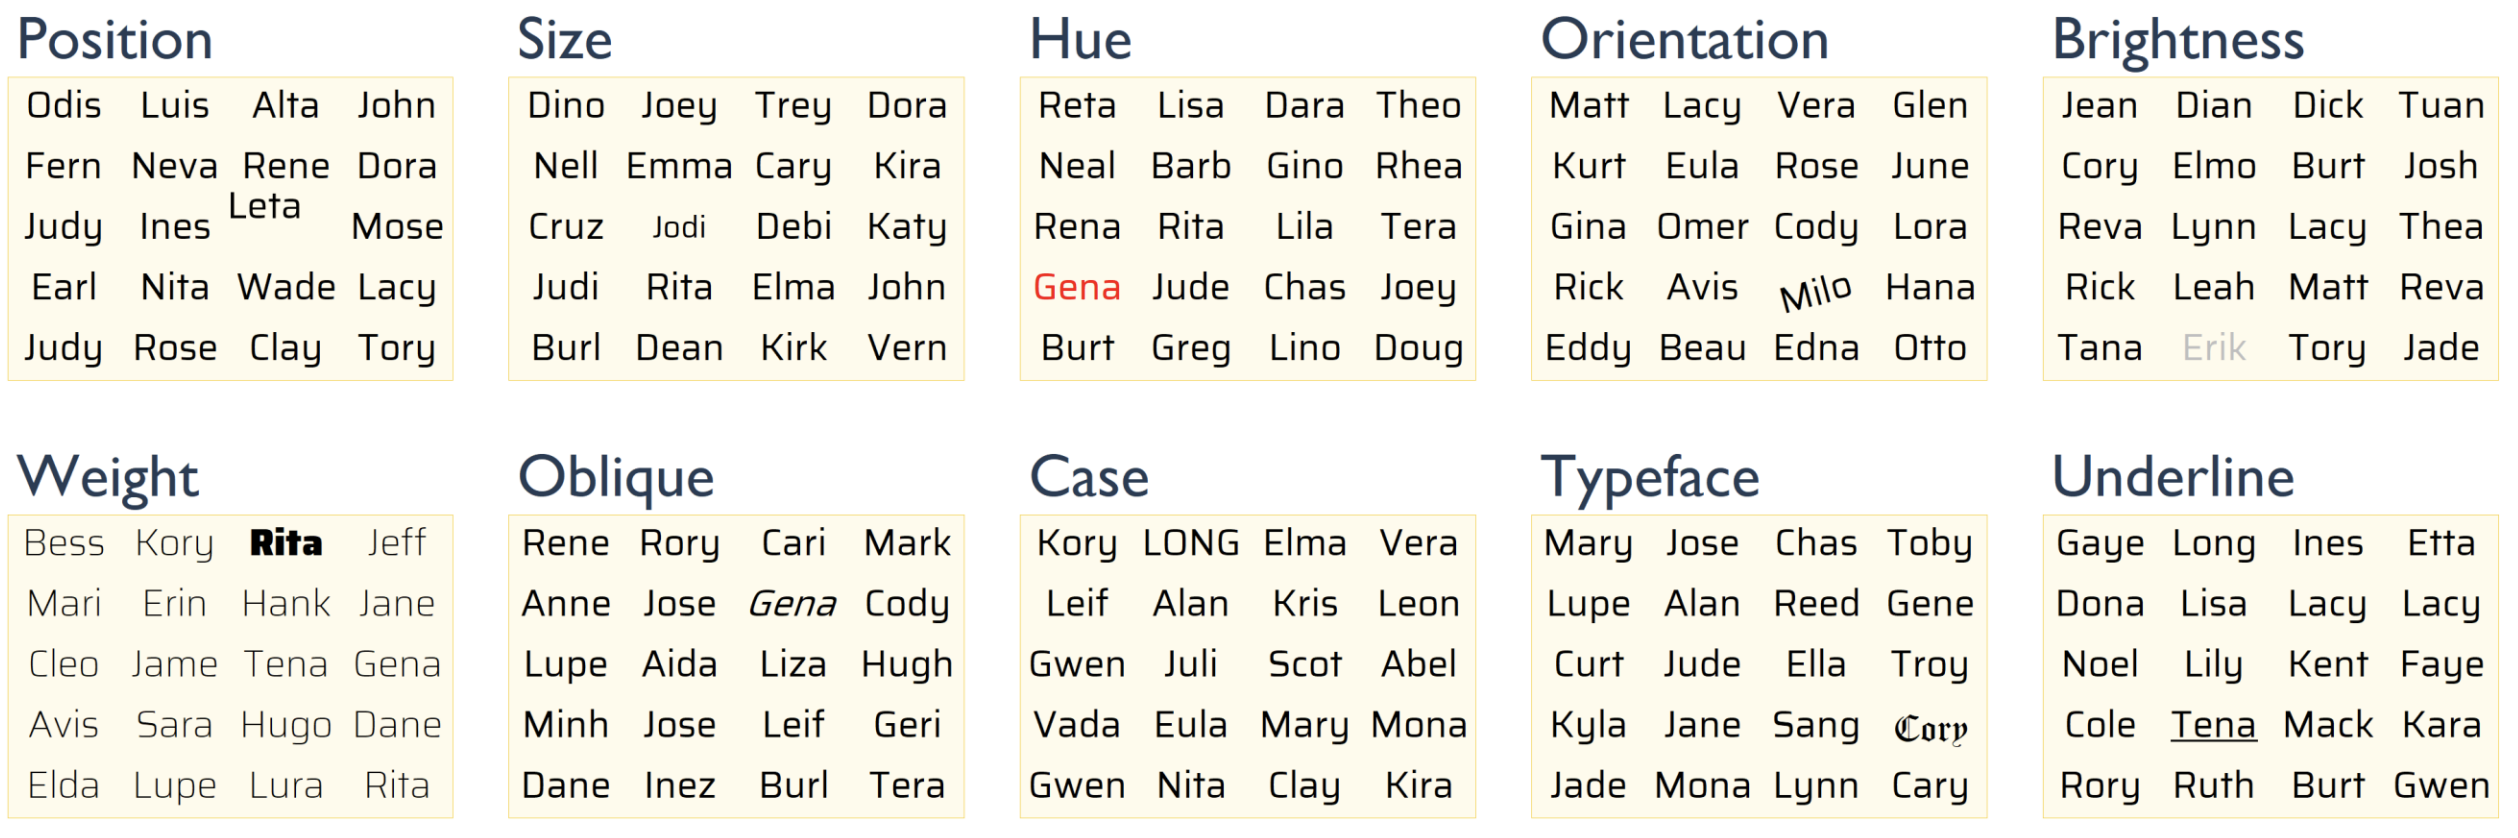 Position
Odis Luis Alta John
Fern Neva Rene Dora
Leta
Judy Ines Mose
Earl Nita Wade Lacy
Judy Rose Clay Tory
Size
Dino Joey Trey Dora
Nell Emma Cary Kira
Cruz Jodi Debi Katy
Judi Rita Elma John
Burl Dean Kirk Vern
Hue
Reta Lisa Dara Theo
Neal Barb Gino Rhea
Rena Rita Lila Tera
Gena Jude Chas Joey
Burt Greg Lino Doug
Orientation
Matt Lacy Vera Glen
Kurt Eula Rose June
Gina Omer Cody Lora
Rick Avis Milo Hana
Eddy Beau Edna Otto
Brightness
Jean Dian Dick Tuan
Cory Elmo Burt Josh
Reva Lynn Lacy Thea
Rick Leah Matt Reva
Tana Erik Tory Jade
Weight
Bess Kory Rita Jeff
Mari Erin Hank Jane
Cleo Jame Tena Gena
Avis Sara Hugo Dane
Elda Lupe Lura Rita
Oblique
Rene Rory Cari Mark
Anne Jose Gena Cody
Lupe Aida Liza Hugh
Minh Jose Leif Geri
Dane Inez Burl Tera
Case
Kory LONG Elma Vera
Leif Alan Kris Leon
Gwen Juli Scot Abel
Vada Eula Mary Mona
Gwen Nita Clay Kira
Typeface
Mary Jose Chas Toby
Lupe Alan Reed Gene
Curt Jude Ella Troy
Kyla Jane Sang Cory
Jade Mona Lynn Cary
Underline
Gaye Long Ines Etta
Dona Lisa Lacy Lacy
Noel Lily Kent Faye
Cole Tena Mack Kara
Rory Ruth Burt Gwen